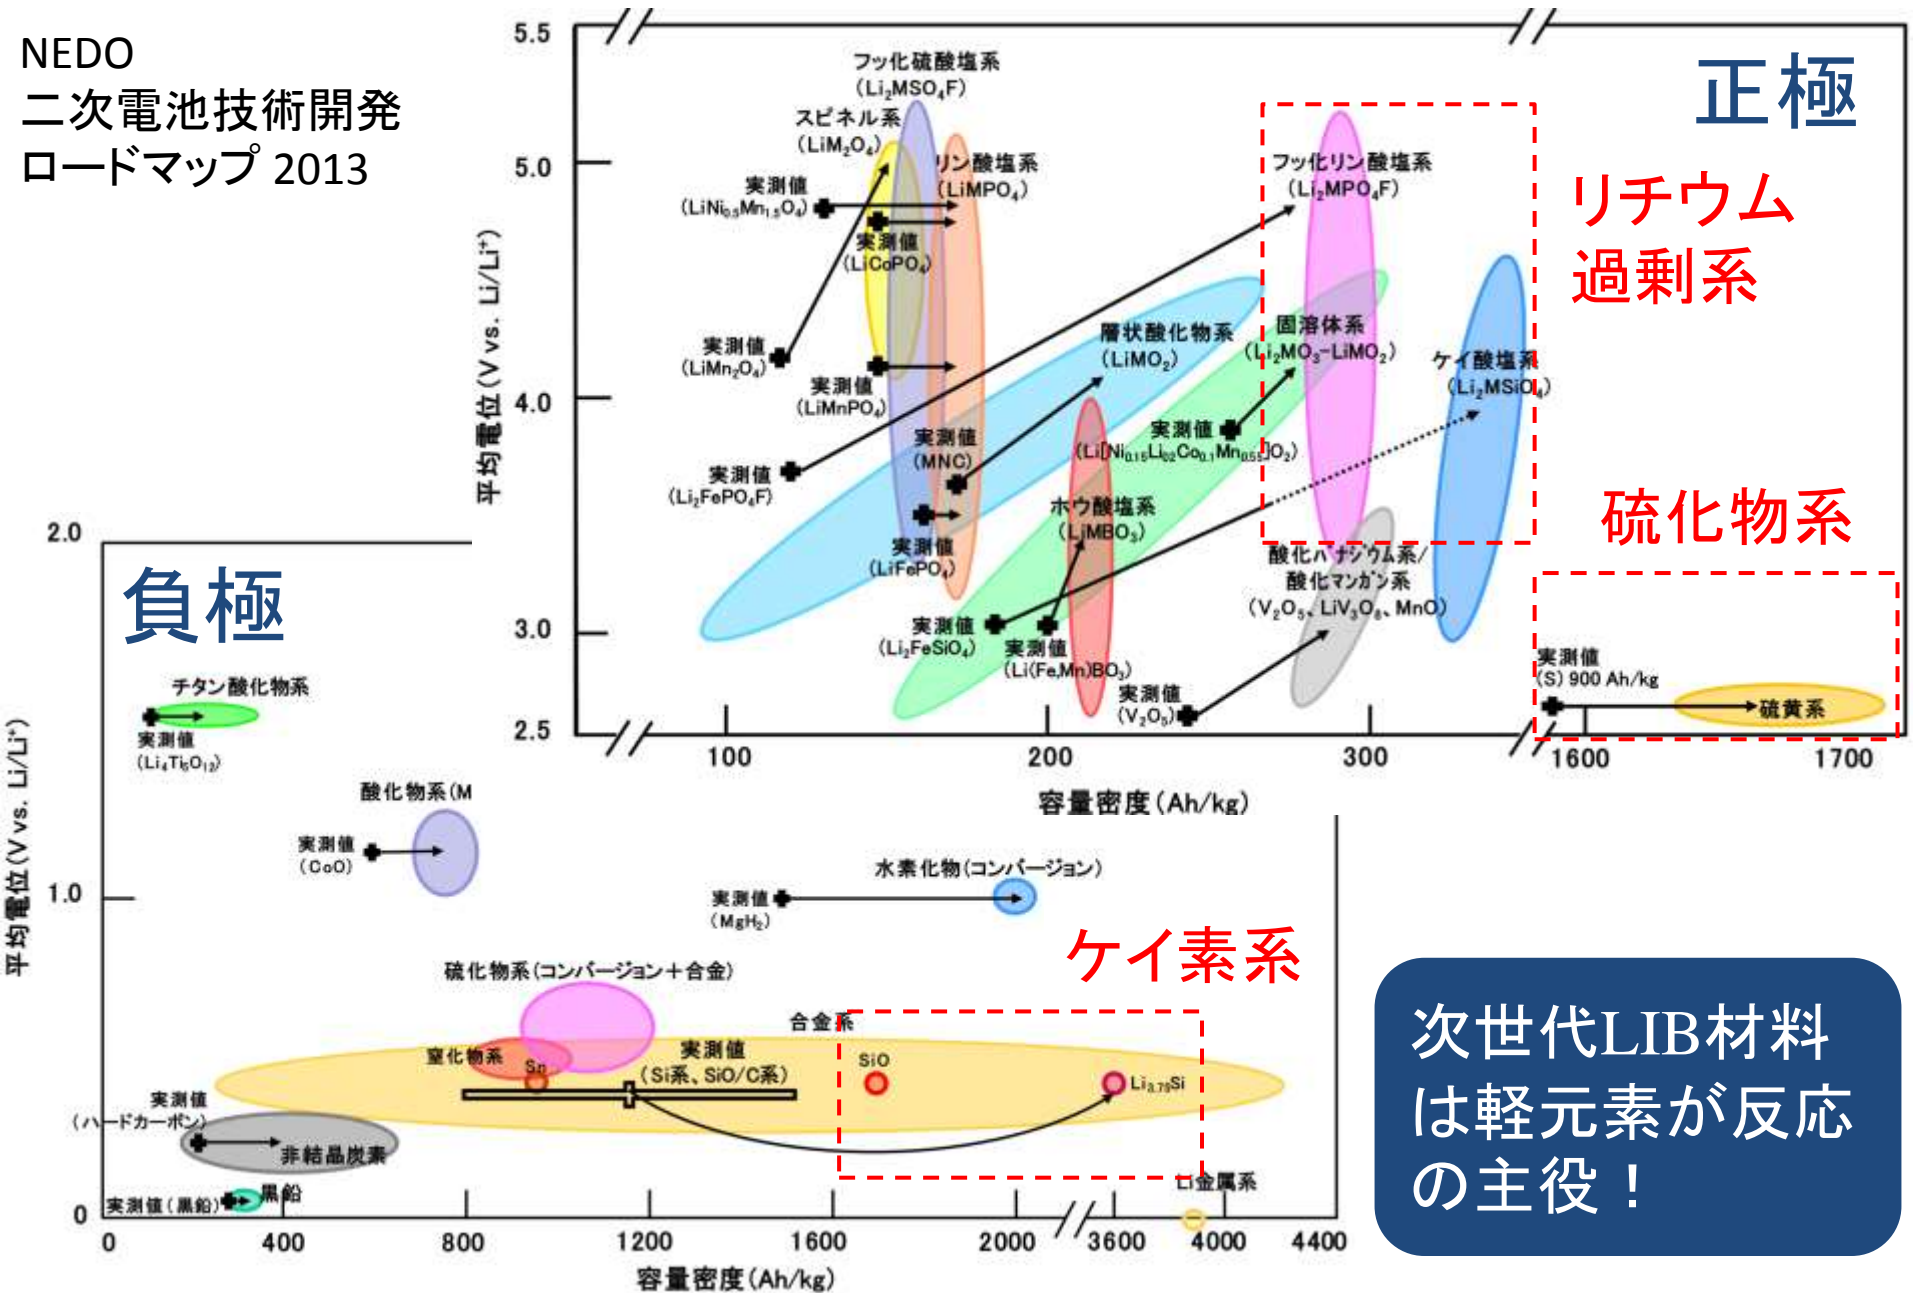 NEDO
二次電池技術開発
ロードマップ 2013
正極
リチウム
過剰系
硫化物系
平均電位(V vs. Li/Li⁺)
5.5
5.0
4.0
3.0
2.5
フッ化硫酸塩系
(Li₂MSO₄F)
スピネル系
(LiM₂O₄)
リン酸塩系
(LiMPO₄)
実測値
(LiNi₀.₅Mn₁.₅O₄)
実測値
(LiCoPO₄)
フッ化リン酸塩系
(Li₂MPO₄F)
実測値
(LiMn₂O₄)
実測値
(LiMnPO₄)
層状酸化物系
(LiMO₂)
固溶体系
(Li₂MO₃-LiMO₂)
ケイ酸塩系
(Li₂MSiO₄)
実測値
(MNC)
実測値
(Li[Ni₀.₁₅Li₀₂Co₀.₁Mn₀.₅₅]O₂)
実測値
(Li₂FePO₄F)
ホウ酸塩系
(LiMBO₃)
実測値
(LiFePO₄)
酸化バナジウム系/
酸化マンガン系
(V₂O₅、LiV₃O₈、MnO)
実測値
(Li₂FeSiO₄)
実測値
(Li(Fe,Mn)BO₃)
実測値
(V₂O₅)
実測値
(S) 900 Ah/kg
硫黄系
100
200
300
1600
1700
容量密度(Ah/kg)
負極
平均電位(V vs. Li/Li⁺)
2.0
1.0
0
チタン酸化物系
実測値
(Li₄Ti₅O₁₂)
酸化物系(M
実測値
(CoO)
水素化物(コンバージョン)
実測値
(MgH₂)
ケイ素系
硫化物系(コンバージョン+合金)
合金系
窒化物系
Sn
実測値
(Si系、SiO/C系)
SiO
Li₃.₇₅Si
実測値
(ハードカーボン)
非結晶炭素
実測値(黒鉛)
黒鉛
Li金属系
0
400
800
1200
1600
2000
3600
4000
4400
容量密度(Ah/kg)
次世代LIB材料
は軽元素が反応
の主役！